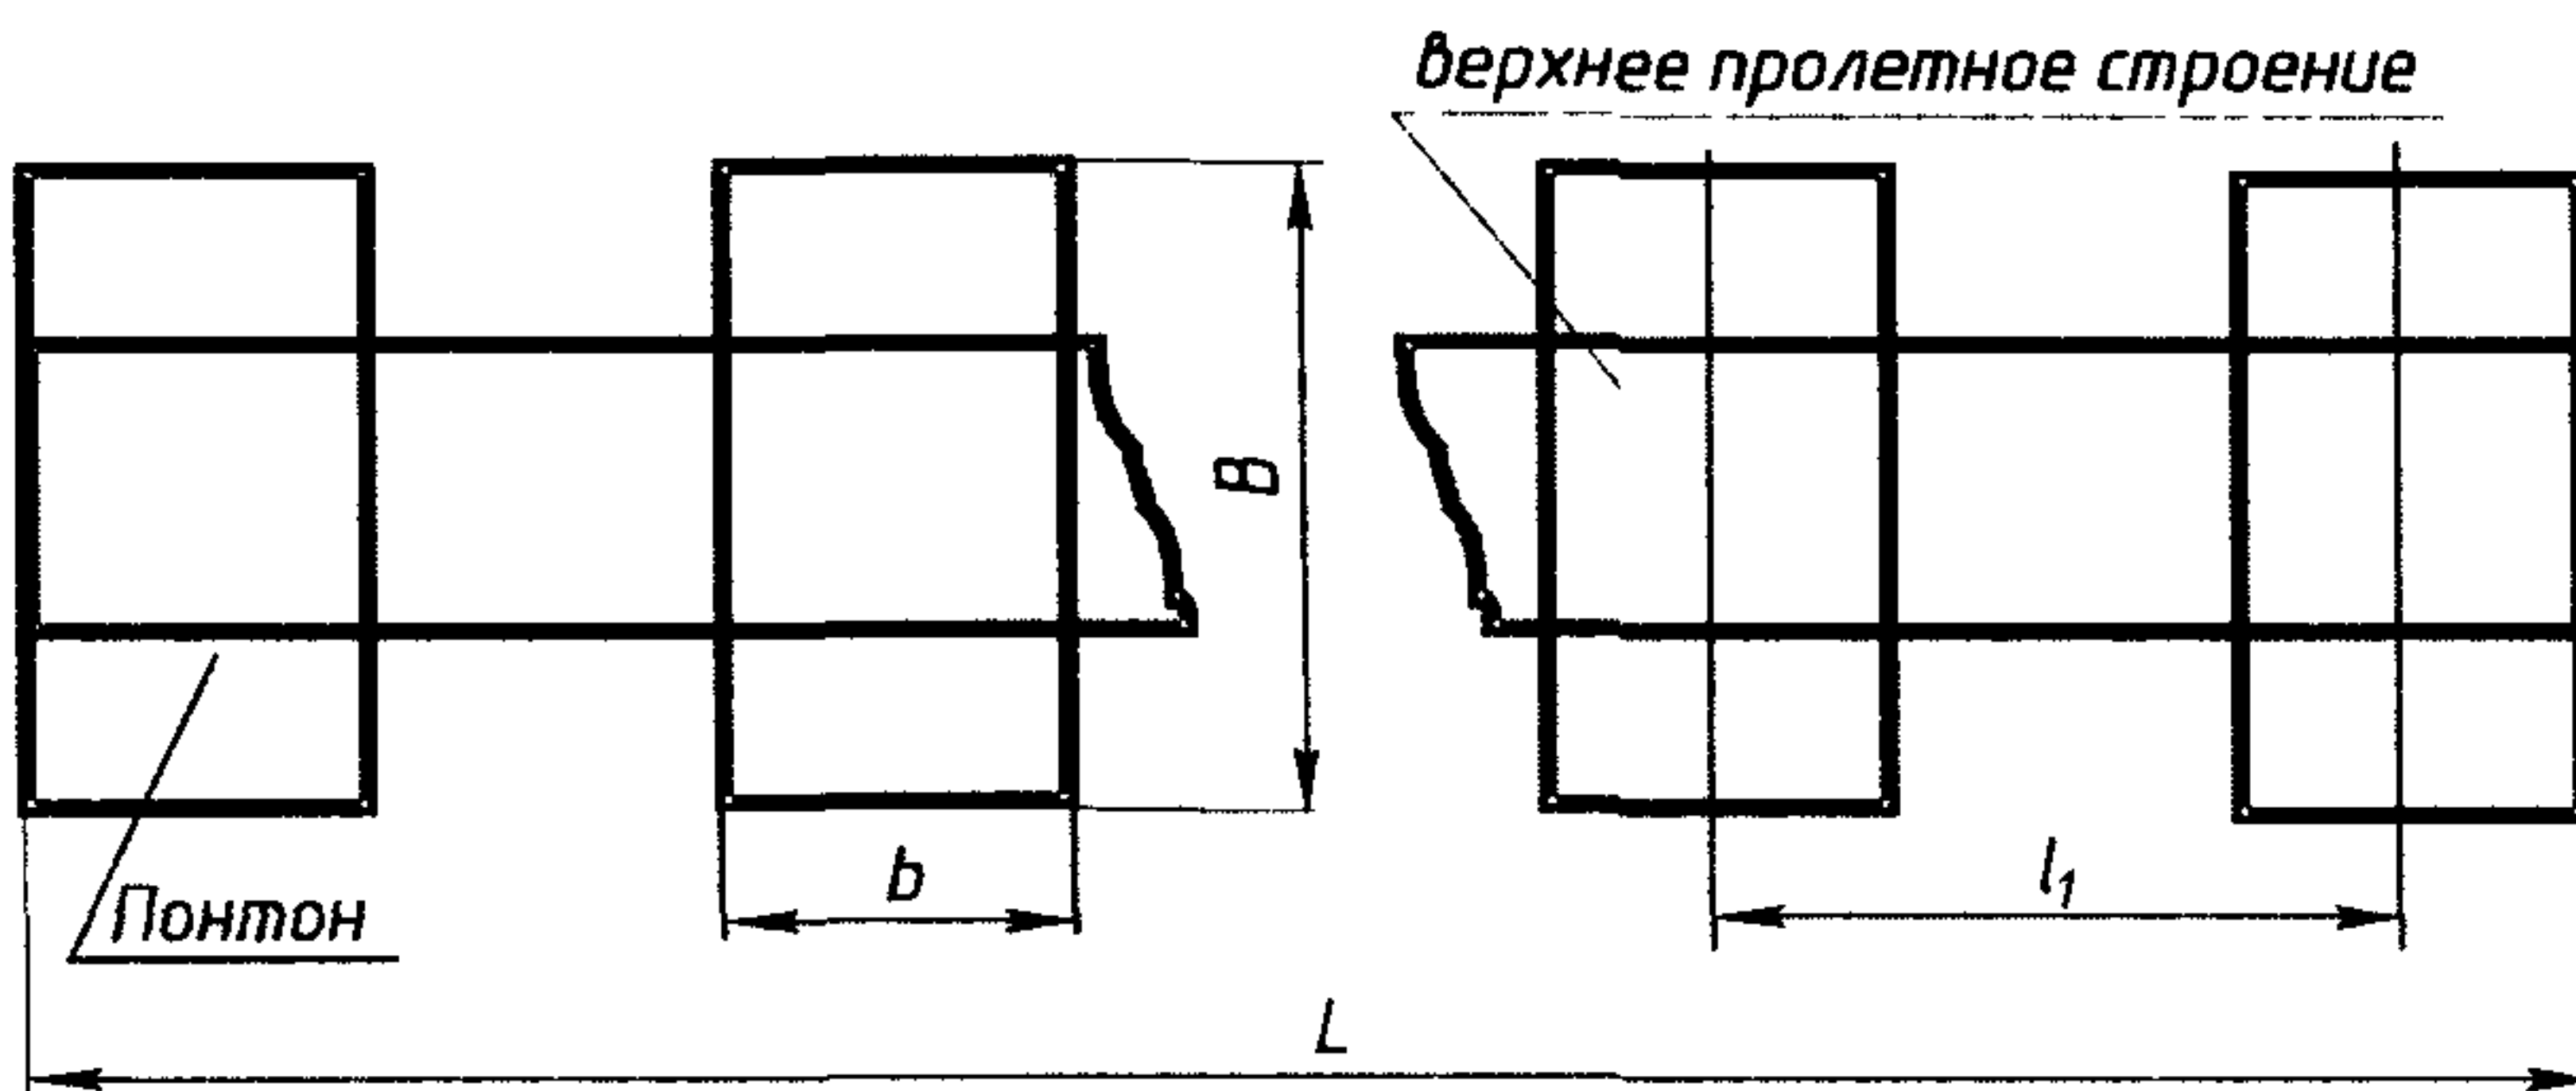 верхнее пролетное строение
B
b
l₁
Понтон
L